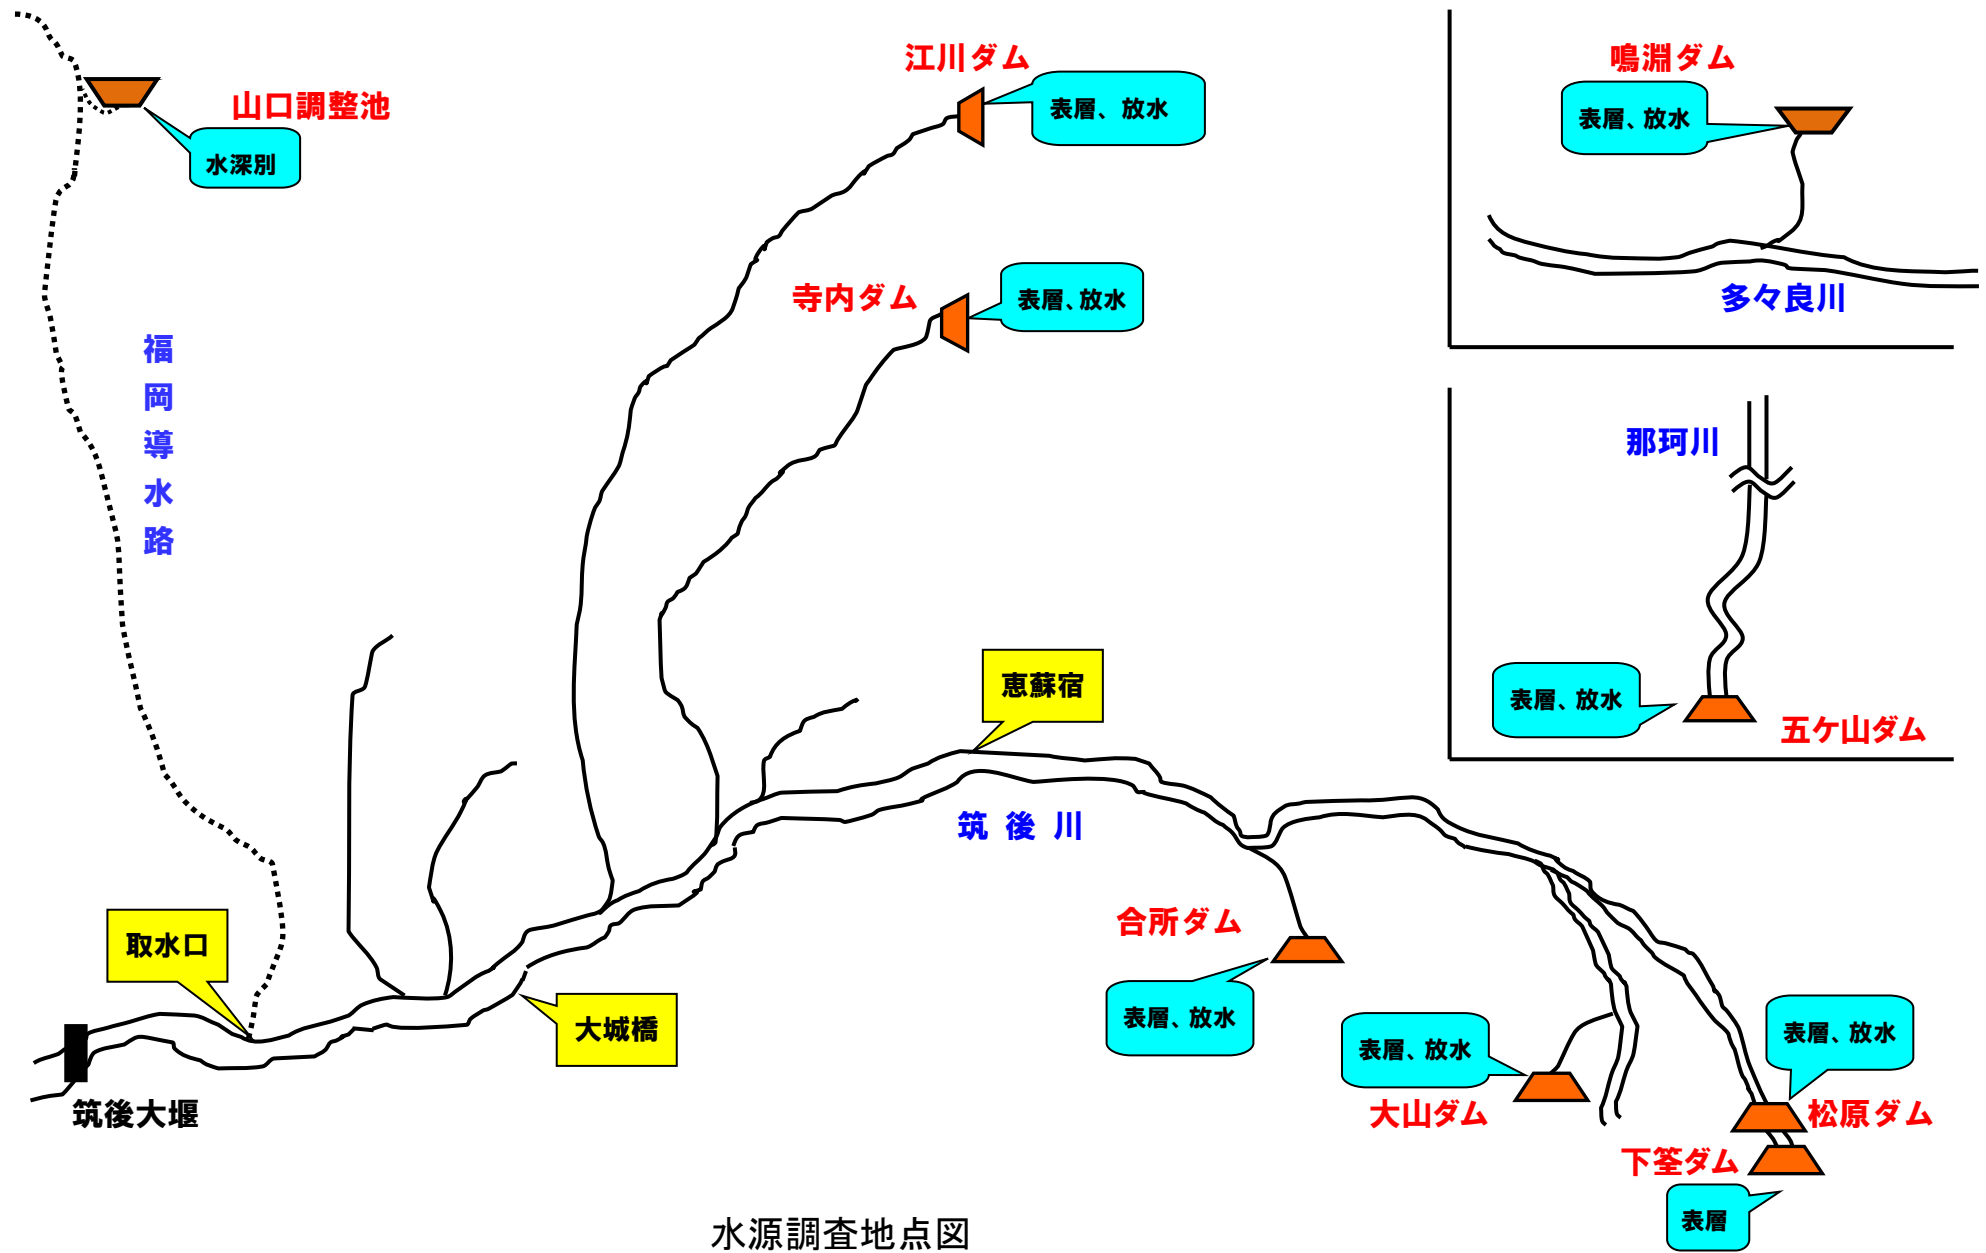 江川ダム
表層、放水
山口調整池
水深別
鳴淵ダム
表層、放水
多々良川
寺内ダム
表層、放水
福岡導水路
那珂川
表層、放水
五ケ山ダム
恵蘇宿
筑後川
取水口
大城橋
筑後大堰
合所ダム
表層、放水
表層、放水
大山ダム
表層、放水
松原ダム
下筌ダム
表層
水源調査地点図